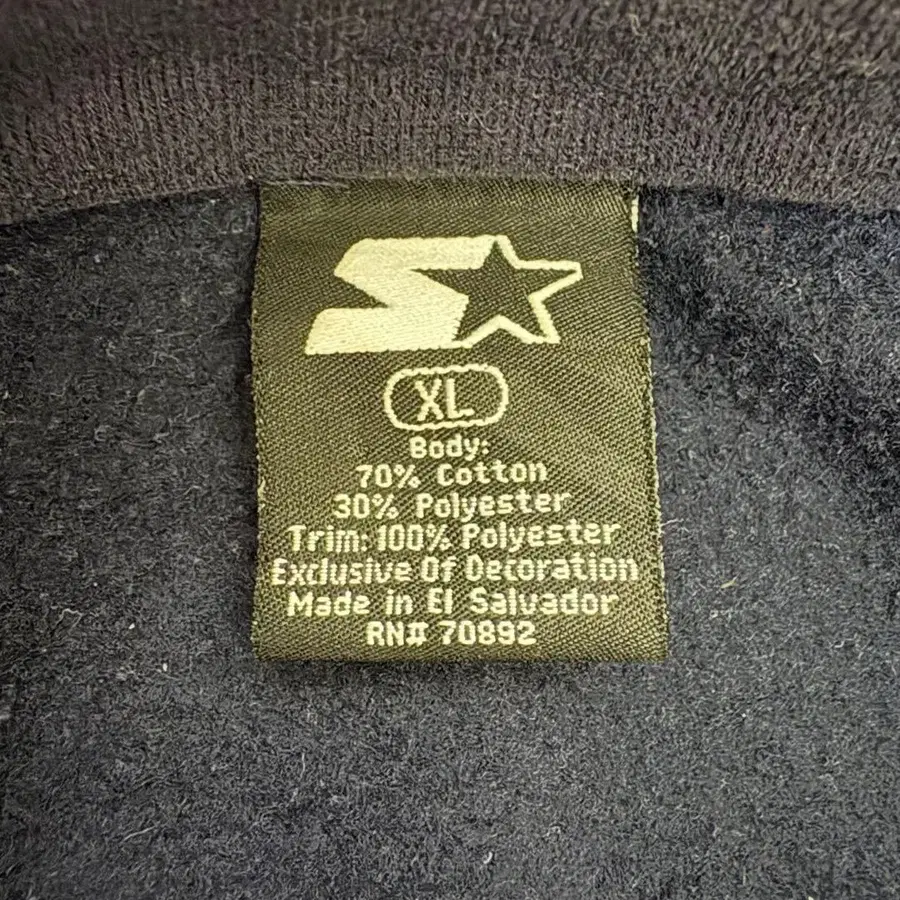 XL
Body:
70% Cotton
30% Polyester
Trim: 100% Polyester
Exclusive Of Decoration
Made in El Salvador
RN# 70892